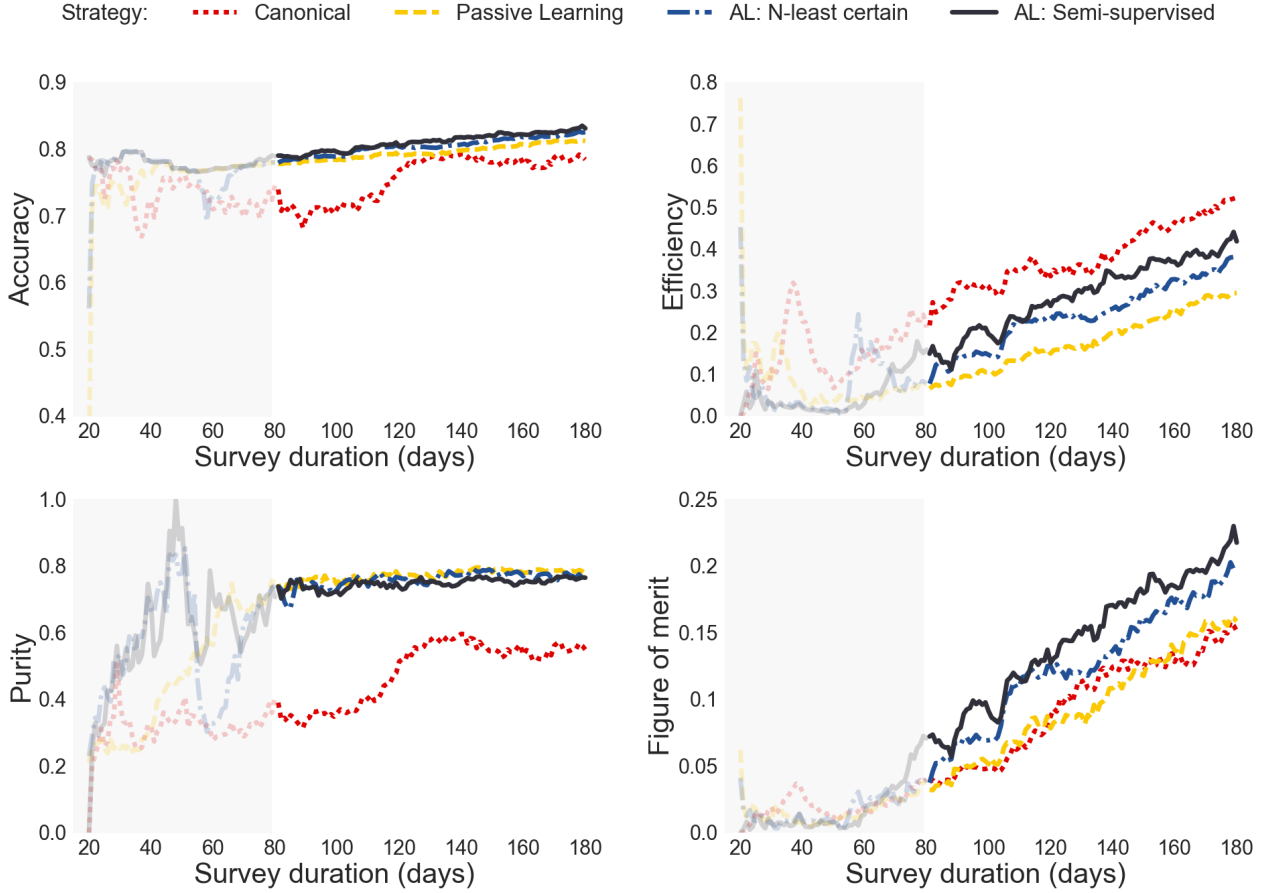 Strategy: Canonical Passive Learning AL: N-least certain AL: Semi-supervised
0.9
0.8
0.7
0.6
0.5
0.4
Accuracy
20 40 60 80 100 120 140 160 180
Survey duration (days)
0.8
0.7
0.6
0.5
0.4
0.3
0.2
0.1
0.0
Efficiency
20 40 60 80 100 120 140 160 180
Survey duration (days)
1.0
0.8
0.6
0.4
0.2
0.0
Purity
20 40 60 80 100 120 140 160 180
Survey duration (days)
0.25
0.20
0.15
0.10
0.05
0.0
Figure of merit
20 40 60 80 100 120 140 160 180
Survey duration (days)